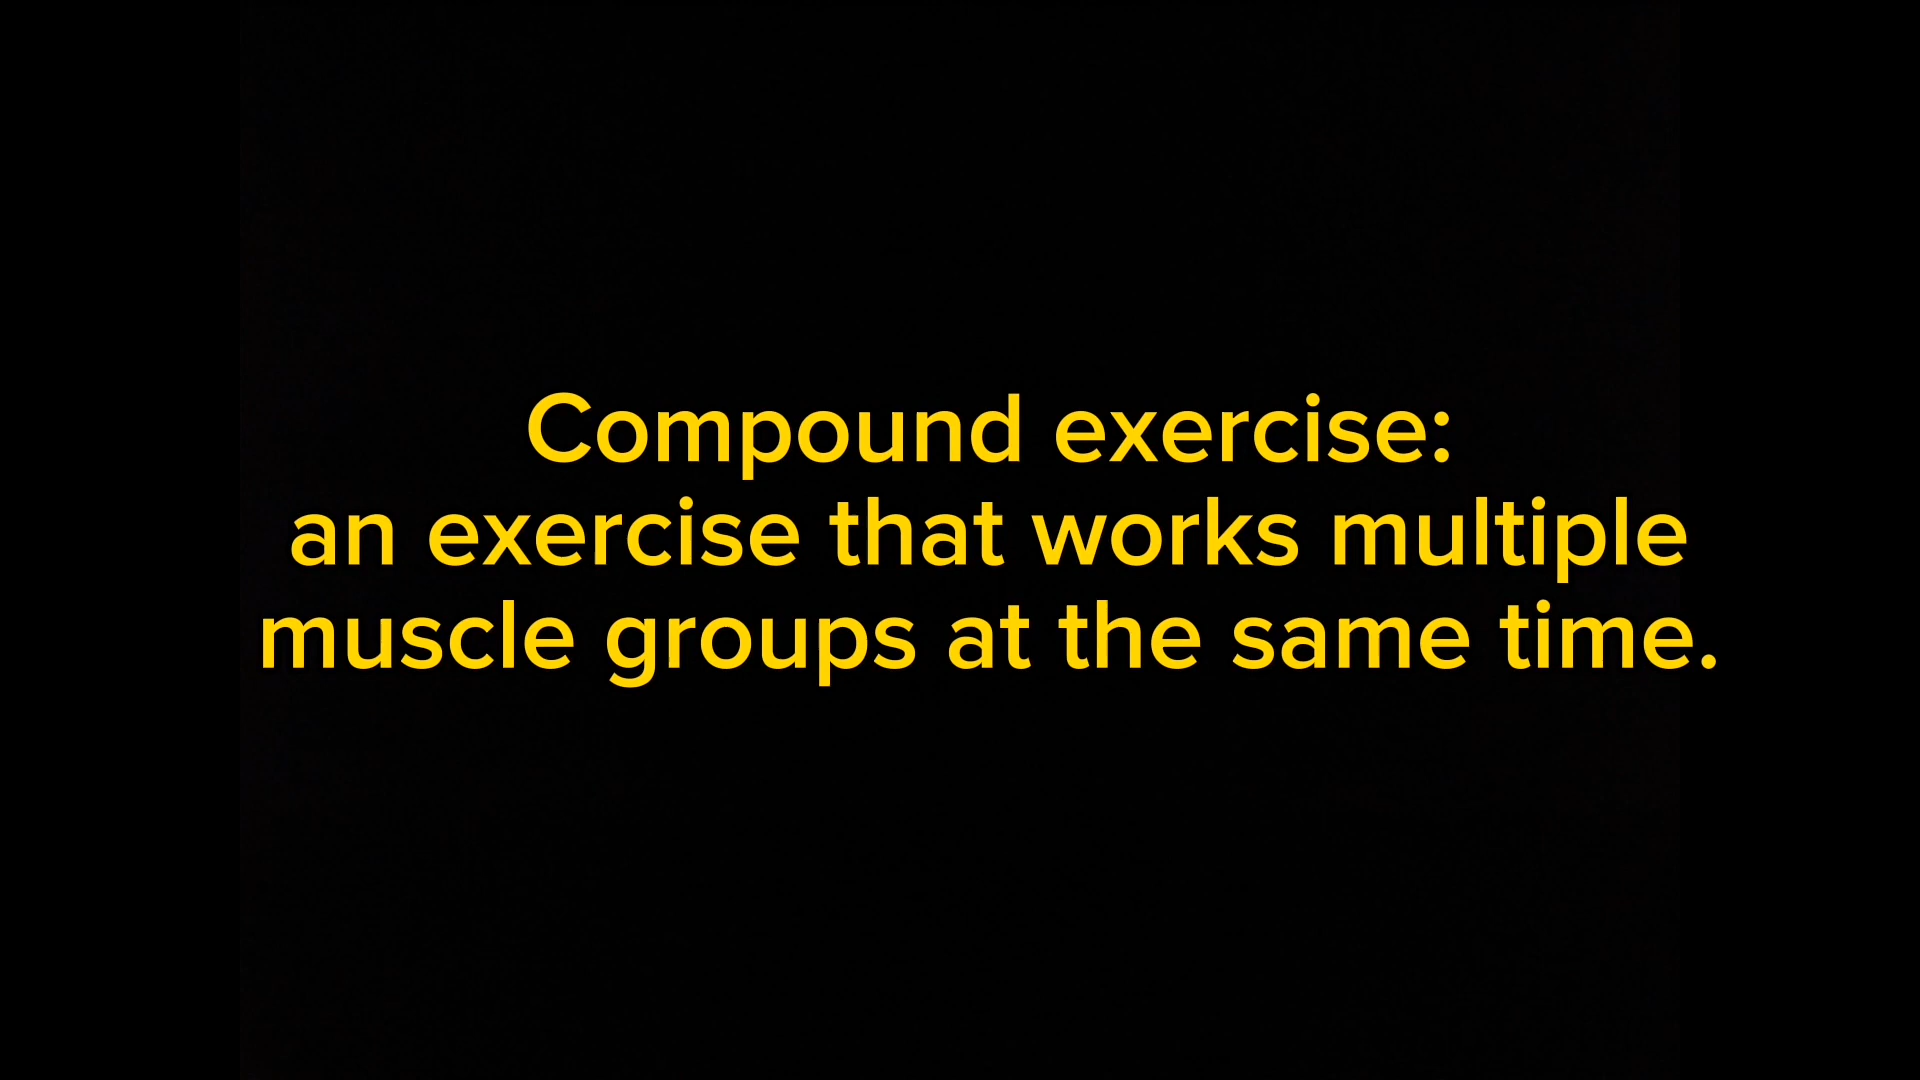 Compound exercise:
an exercise that works multiple
muscle groups at the same time.